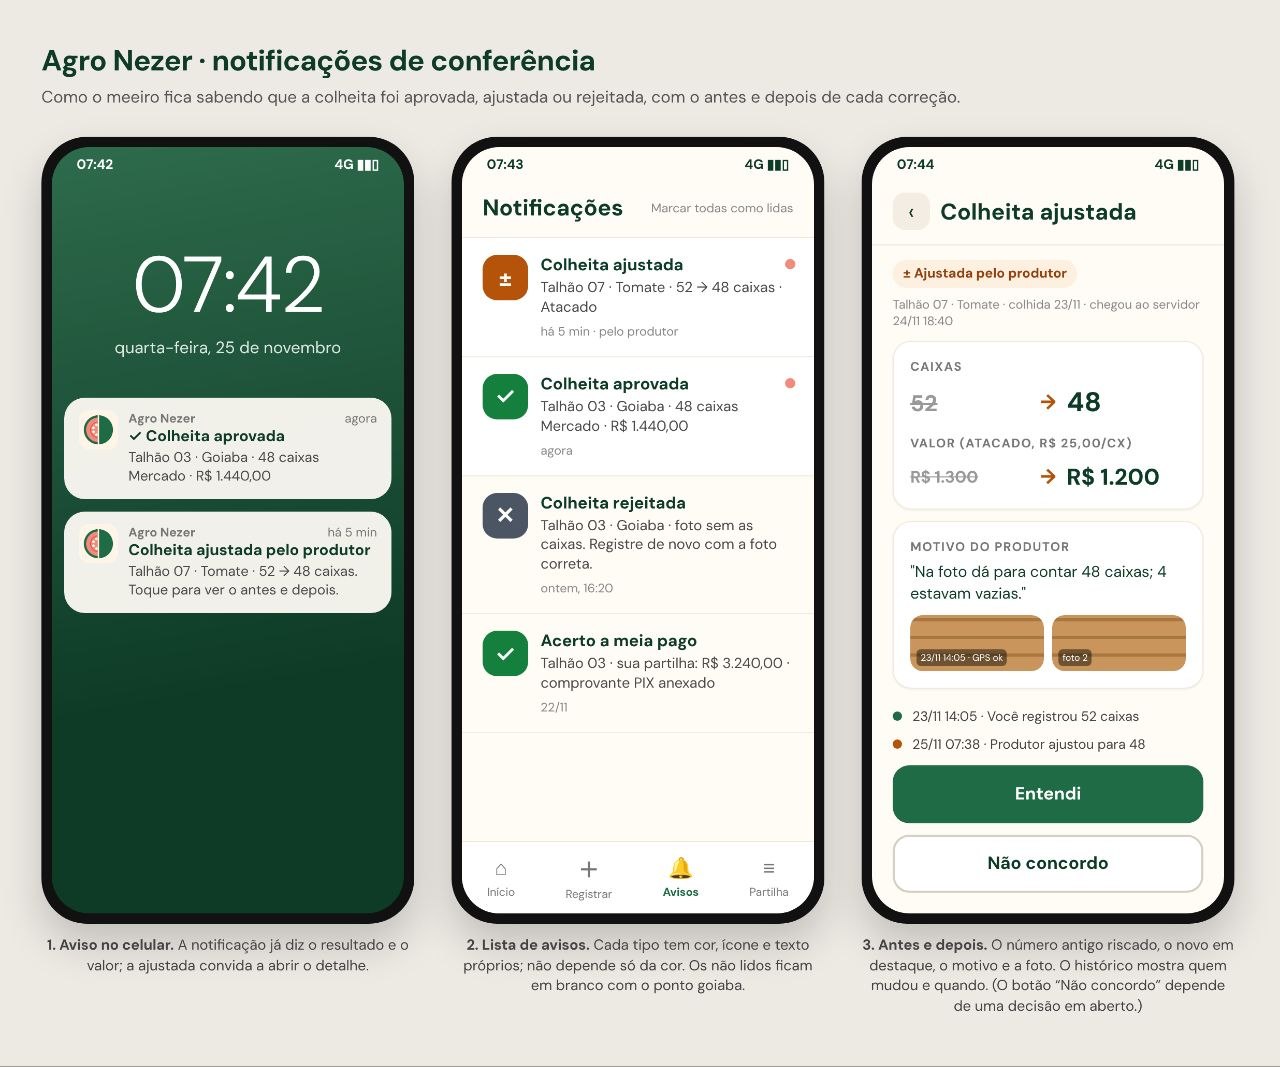 Agro Nezer · notificações de conferência
Como o meeiro fica sabendo que a colheita foi aprovada, ajustada ou rejeitada, com o antes e depois de cada correção.
07:42
4G
07:42
quarta-feira, 25 de novembro
Agro Nezer
agora
✓ Colheita aprovada
Talhão 03 · Goiaba · 48 caixas
Mercado · R$ 1.440,00
Agro Nezer
há 5 min
Colheita ajustada pelo produtor
Talhão 07 · Tomate · 52 → 48 caixas.
Toque para ver o antes e depois.
1. Aviso no celular. A notificação já diz o resultado e o
valor; a ajustada convida a abrir o detalhe.
07:43
4G
Notificações
Marcar todas como lidas
±
Colheita ajustada
Talhão 07 · Tomate · 52 → 48 caixas ·
Atacado
há 5 min · pelo produtor
✓
Colheita aprovada
Talhão 03 · Goiaba · 48 caixas
Mercado · R$ 1.440,00
agora
✕
Colheita rejeitada
Talhão 03 · Goiaba · foto sem as
caixas. Registre de novo com a foto
correta.
ontem, 16:20
✓
Acerto a meia pago
Talhão 03 · sua partilha: R$ 3.240,00 ·
comprovante PIX anexado
22/11
Início
Registrar
Avisos
Partilha
2. Lista de avisos. Cada tipo tem cor, ícone e texto
próprios; não depende só da cor. Os não lidos ficam
em branco com o ponto goiaba.
07:44
4G
‹
Colheita ajustada
± Ajustada pelo produtor
Talhão 07 · Tomate · colhida 23/11 · chegou ao servidor
24/11 18:40
CAIXAS
52 → 48
VALOR (ATACADO, R$ 25,00/CX)
R$ 1.300 → R$ 1.200
MOTIVO DO PRODUTOR
"Na foto dá para contar 48 caixas; 4
estavam vazias."
23/11 14:05 · GPS ok
foto 2
23/11 14:05 · Você registrou 52 caixas
25/11 07:38 · Produtor ajustou para 48
Entendi
Não concordo
3. Antes e depois. O número antigo riscado, o novo em
destaque, o motivo e a foto. O histórico mostra quem
mudou e quando. (O botão “Não concordo” depende
de uma decisão em aberto.)